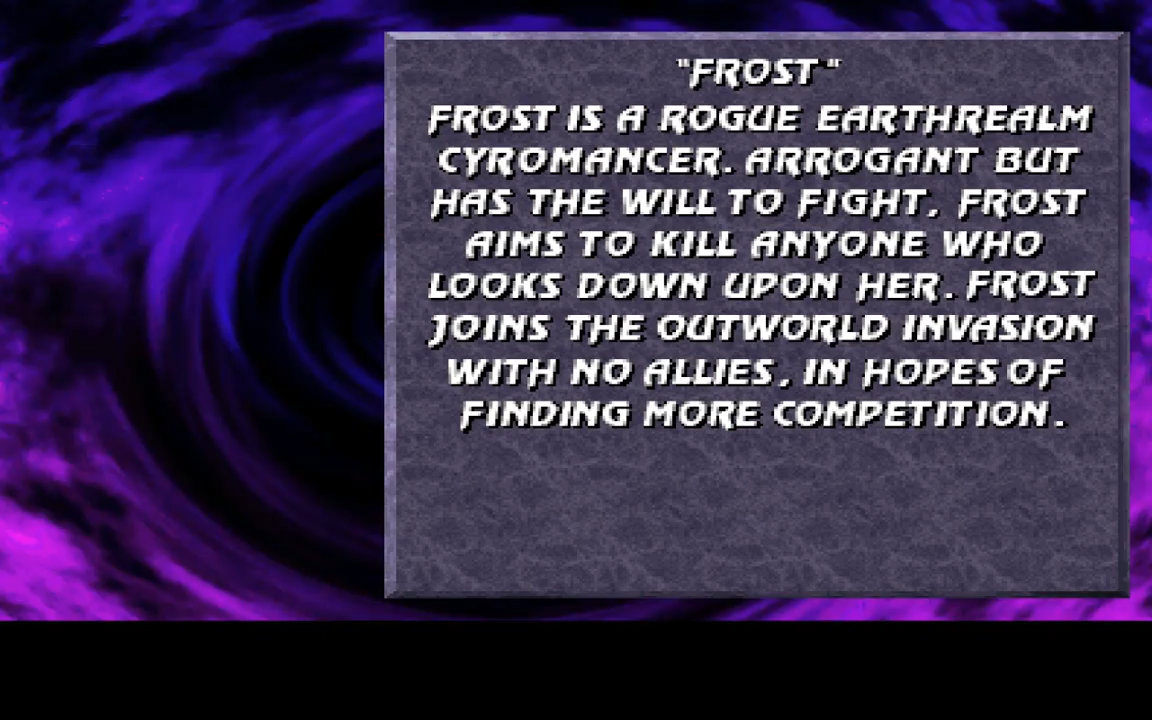 "FROST"
FROST IS A ROGUE EARTHREALM
CYROMANCER. ARROGANT BUT
HAS THE WILL TO FIGHT, FROST
AIMS TO KILL ANYONE WHO
LOOKS DOWN UPON HER. FROST
JOINS THE OUTWORLD INVASION
WITH NO ALLIES, IN HOPES OF
FINDING MORE COMPETITION.